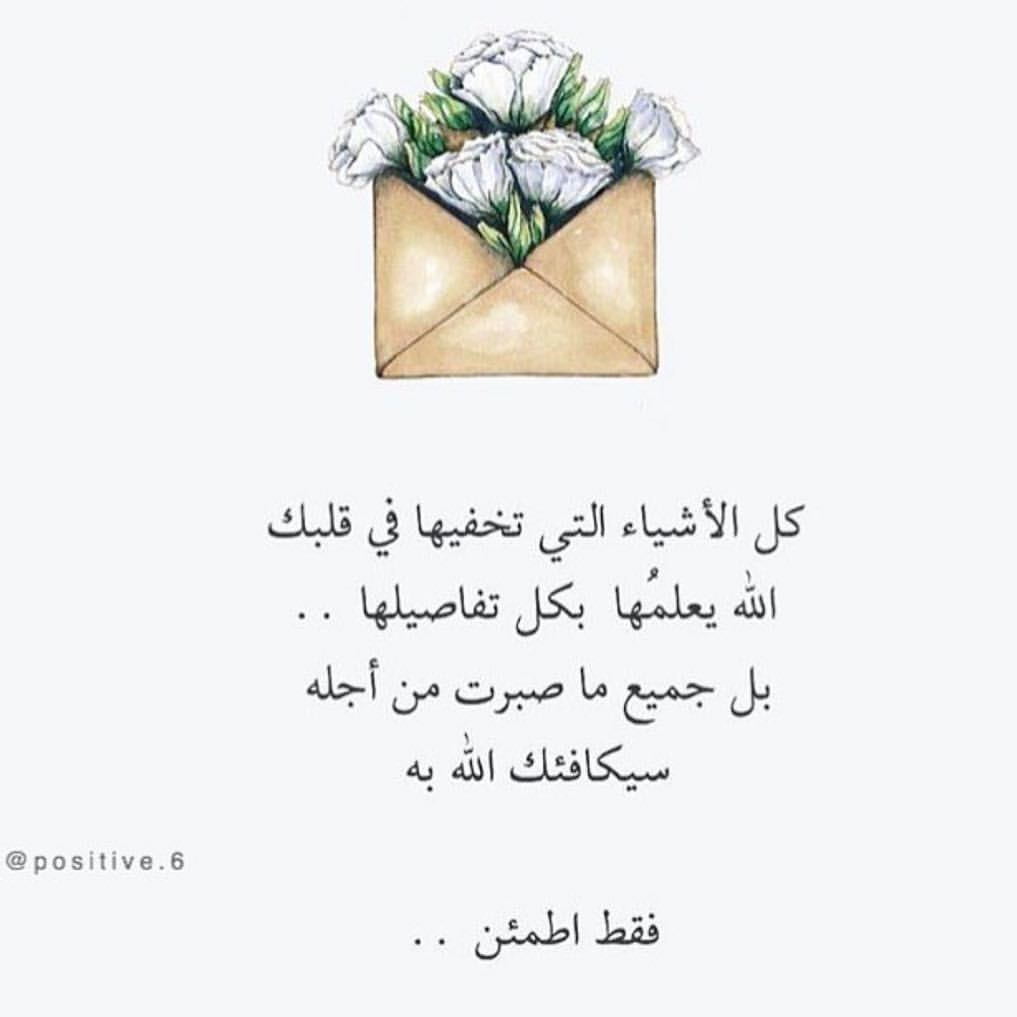 كل الأشياء التي تخفيها في قلبك
الله يعلمُها بكل تفاصيلها . .
بل جميع ما صبرت من أجله
سيكافئك الله به
@positive.6
فقط اطمئن . .